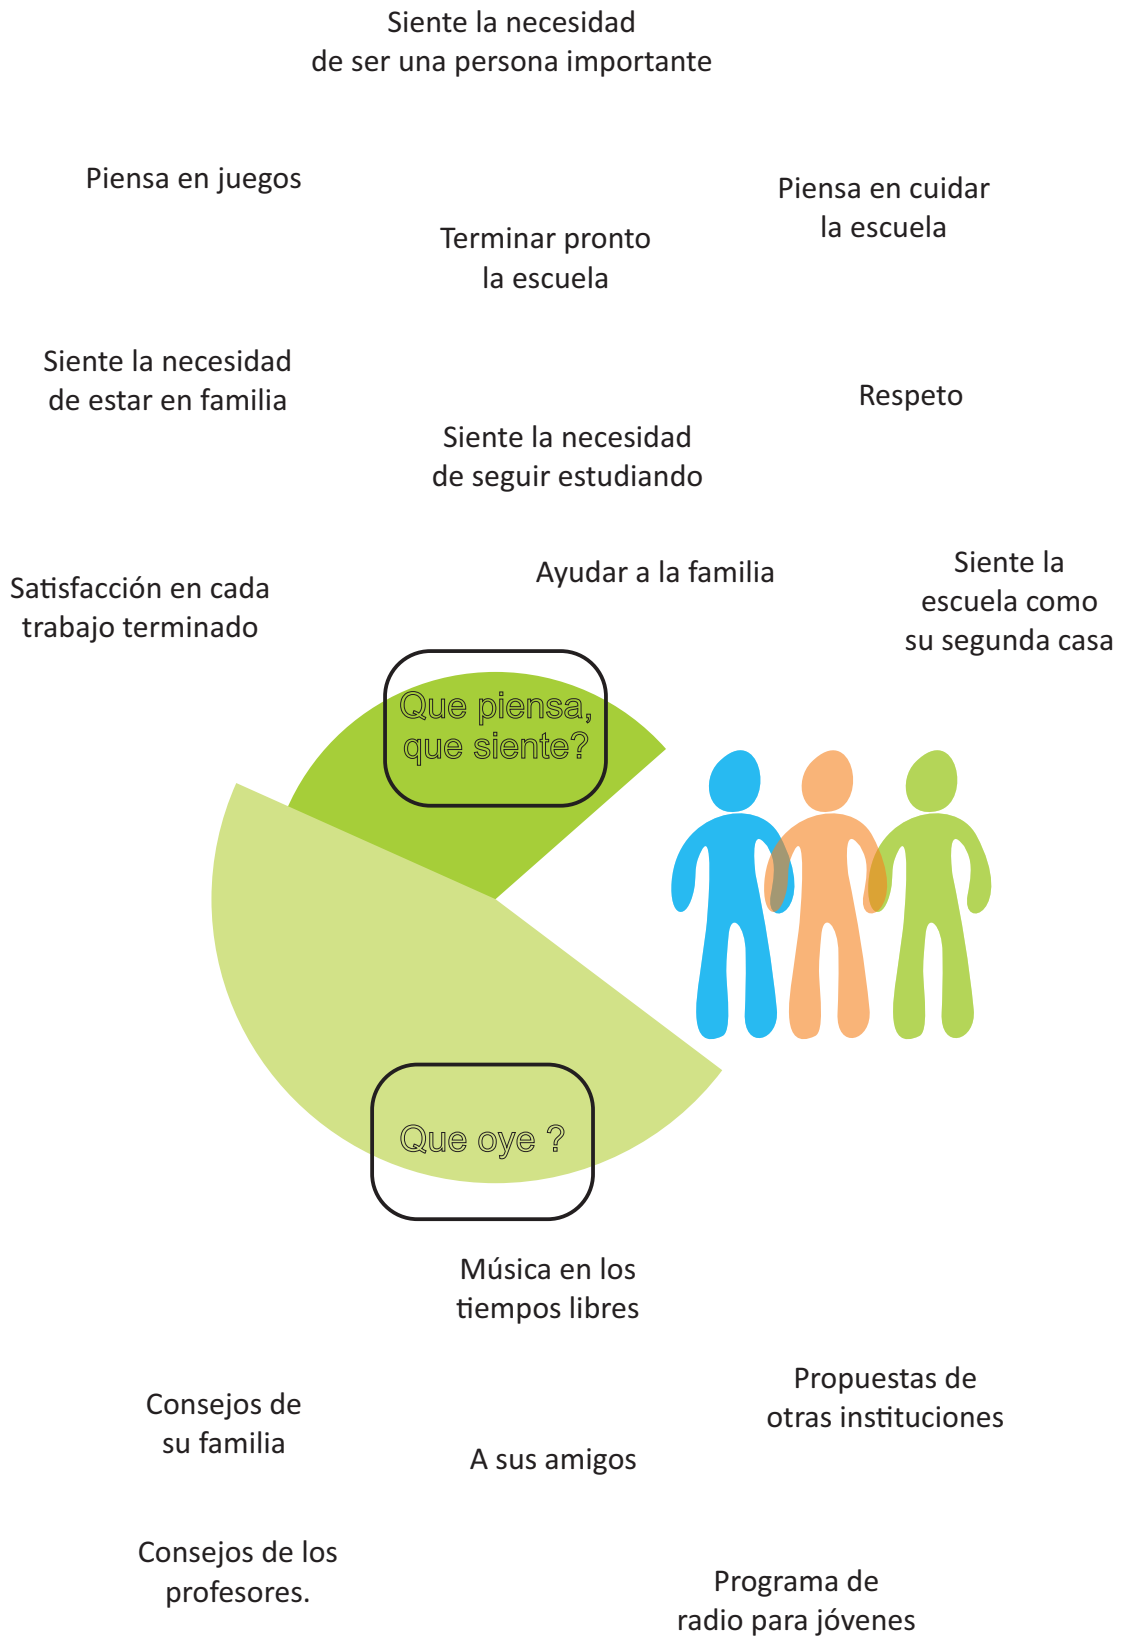 Siente la necesidad
de ser una persona importante
Piensa en juegos
Piensa en cuidar
la escuela
Terminar pronto
la escuela
Siente la necesidad
de estar en familia
Respeto
Siente la necesidad
de seguir estudiando
Ayudar a la familia
Siente la
escuela como
su segunda casa
Satisfacción en cada
trabajo terminado
Que piensa,
que siente?
Que oye ?
Música en los
tiempos libres
Propuestas de
otras instituciones
Consejos de
su familia
A sus amigos
Consejos de los
profesores.
Programa de
radio para jóvenes